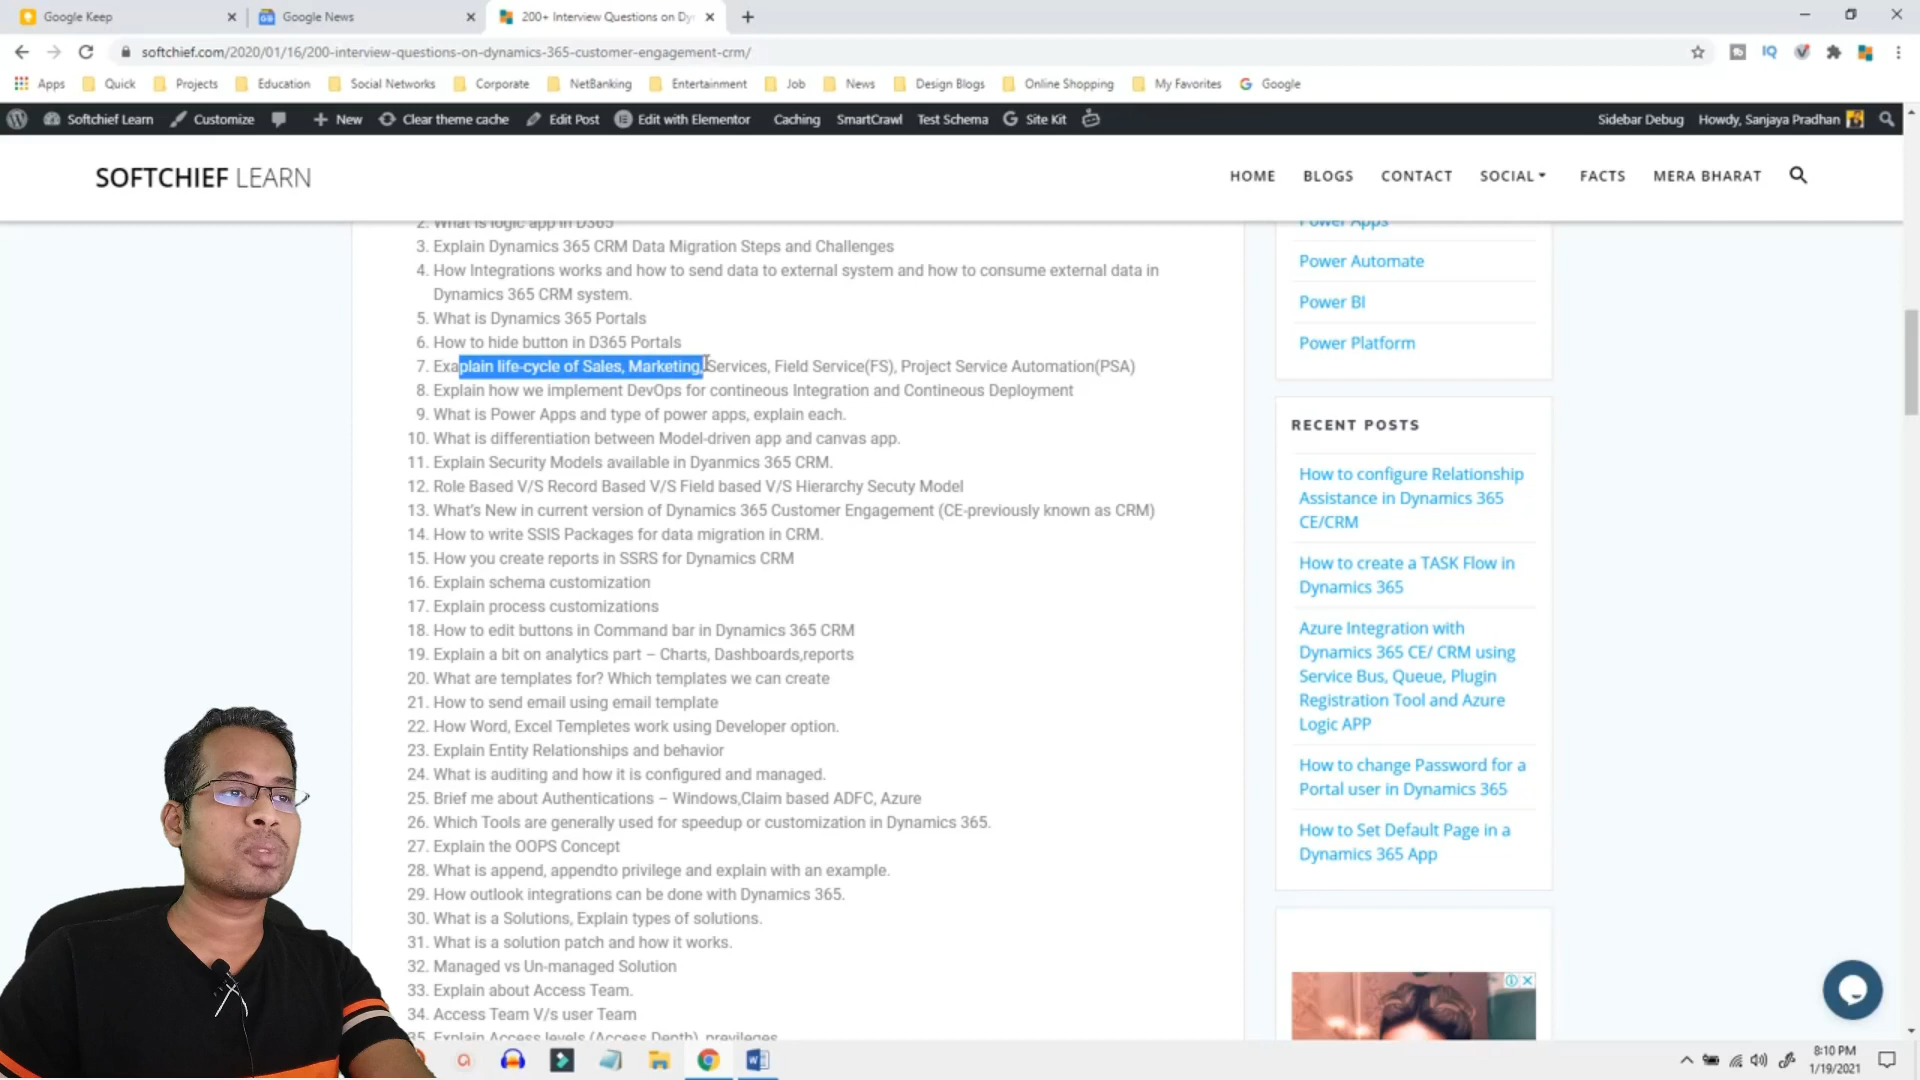 Google Keep
Google News
200+ Interview Questions on Dy
softchief.com/2020/01/16/200-interview-questions-on-dynamics-365-customer-engagement-crm/
IQ
Apps Quick Projects Education Social Networks Corporate NetBanking Entertainment Job News Design Blogs Online Shopping My Favorites Google
Softchief Learn Customize New Clear theme cache Edit Post Edit with Elementor Caching SmartCrawl Test Schema Site Kit Sidebar Debug Howdy, Sanjaya Pradhan
SOFTCHIEF LEARN
HOME BLOGS CONTACT SOCIAL FACTS MERA BHARAT
2. What is logic app in D365
3. Explain Dynamics 365 CRM Data Migration Steps and Challenges
4. How Integrations works and how to send data to external system and how to consume external data in
Dynamics 365 CRM system.
5. What is Dynamics 365 Portals
6. How to hide button in D365 Portals
7. Exaplain life-cycle of Sales, Marketing, Services, Field Service(FS), Project Service Automation(PSA)
8. Explain how we implement DevOps for contineous Integration and Contineous Deployment
9. What is Power Apps and type of power apps, explain each.
10. What is differentiation between Model-driven app and canvas app.
11. Explain Security Models available in Dyanmics 365 CRM.
12. Role Based V/S Record Based V/S Field based V/S Hierarchy Secuty Model
13. What's New in current version of Dynamics 365 Customer Engagement (CE-previously known as CRM)
14. How to write SSIS Packages for data migration in CRM.
15. How you create reports in SSRS for Dynamics CRM
16. Explain schema customization
17. Explain process customizations
18. How to edit buttons in Command bar in Dynamics 365 CRM
19. Explain a bit on analytics part – Charts, Dashboards,reports
20. What are templates for? Which templates we can create
21. How to send email using email template
22. How Word, Excel Templetes work using Developer option.
23. Explain Entity Relationships and behavior
24. What is auditing and how it is configured and managed.
25. Brief me about Authentications – Windows,Claim based ADFC, Azure
26. Which Tools are generally used for speedup or customization in Dynamics 365.
27. Explain the OOPS Concept
28. What is append, appendto privilege and explain with an example.
29. How outlook integrations can be done with Dynamics 365.
30. What is a Solutions, Explain types of solutions.
31. What is a solution patch and how it works.
32. Managed vs Un-managed Solution
33. Explain about Access Team.
34. Access Team V/s user Team
35. Explain Access levels (Access Depth), previleges
Power Apps
Power Automate
Power BI
Power Platform
RECENT POSTS
How to configure Relationship
Assistance in Dynamics 365
CE/CRM
How to create a TASK Flow in
Dynamics 365
Azure Integration with
Dynamics 365 CE/ CRM using
Service Bus, Queue, Plugin
Registration Tool and Azure
Logic APP
How to change Password for a
Portal user in Dynamics 365
How to Set Default Page in a
Dynamics 365 App
8:10 PM
1/19/2021